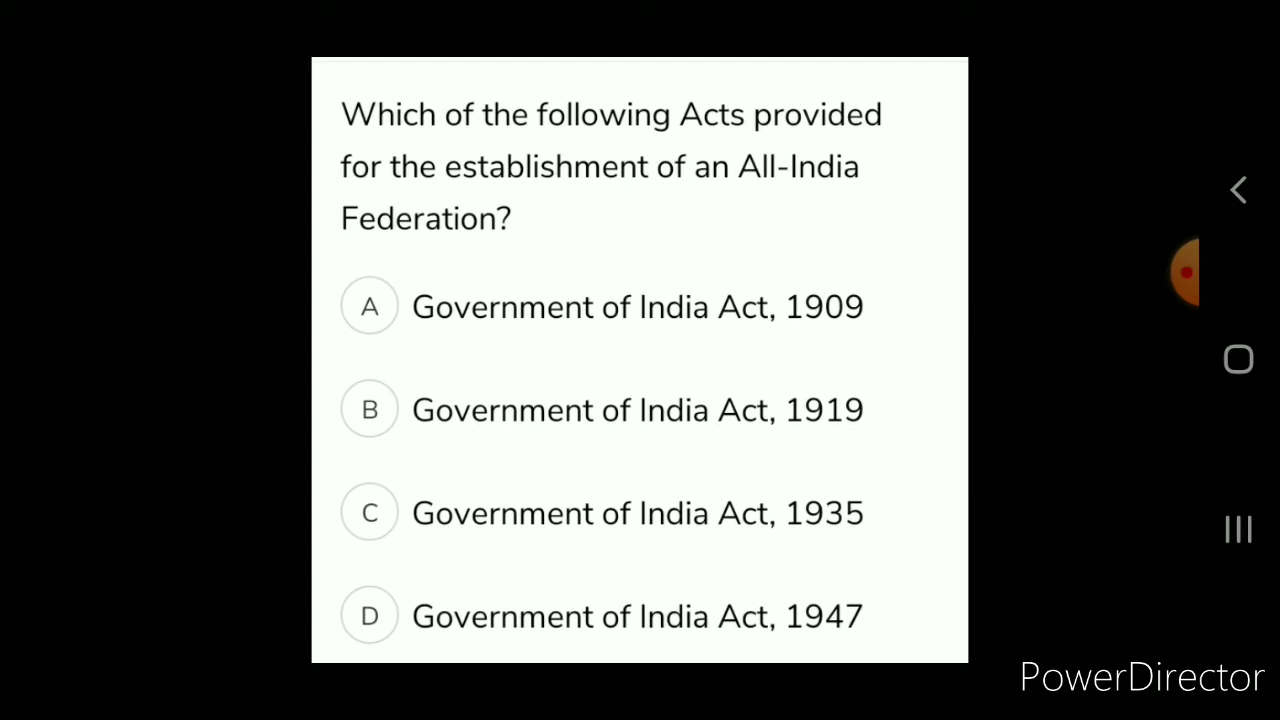 Which of the following Acts provided
for the establishment of an All-India
Federation?
A Government of India Act, 1909
B Government of India Act, 1919
C Government of India Act, 1935
D Government of India Act, 1947
PowerDirector